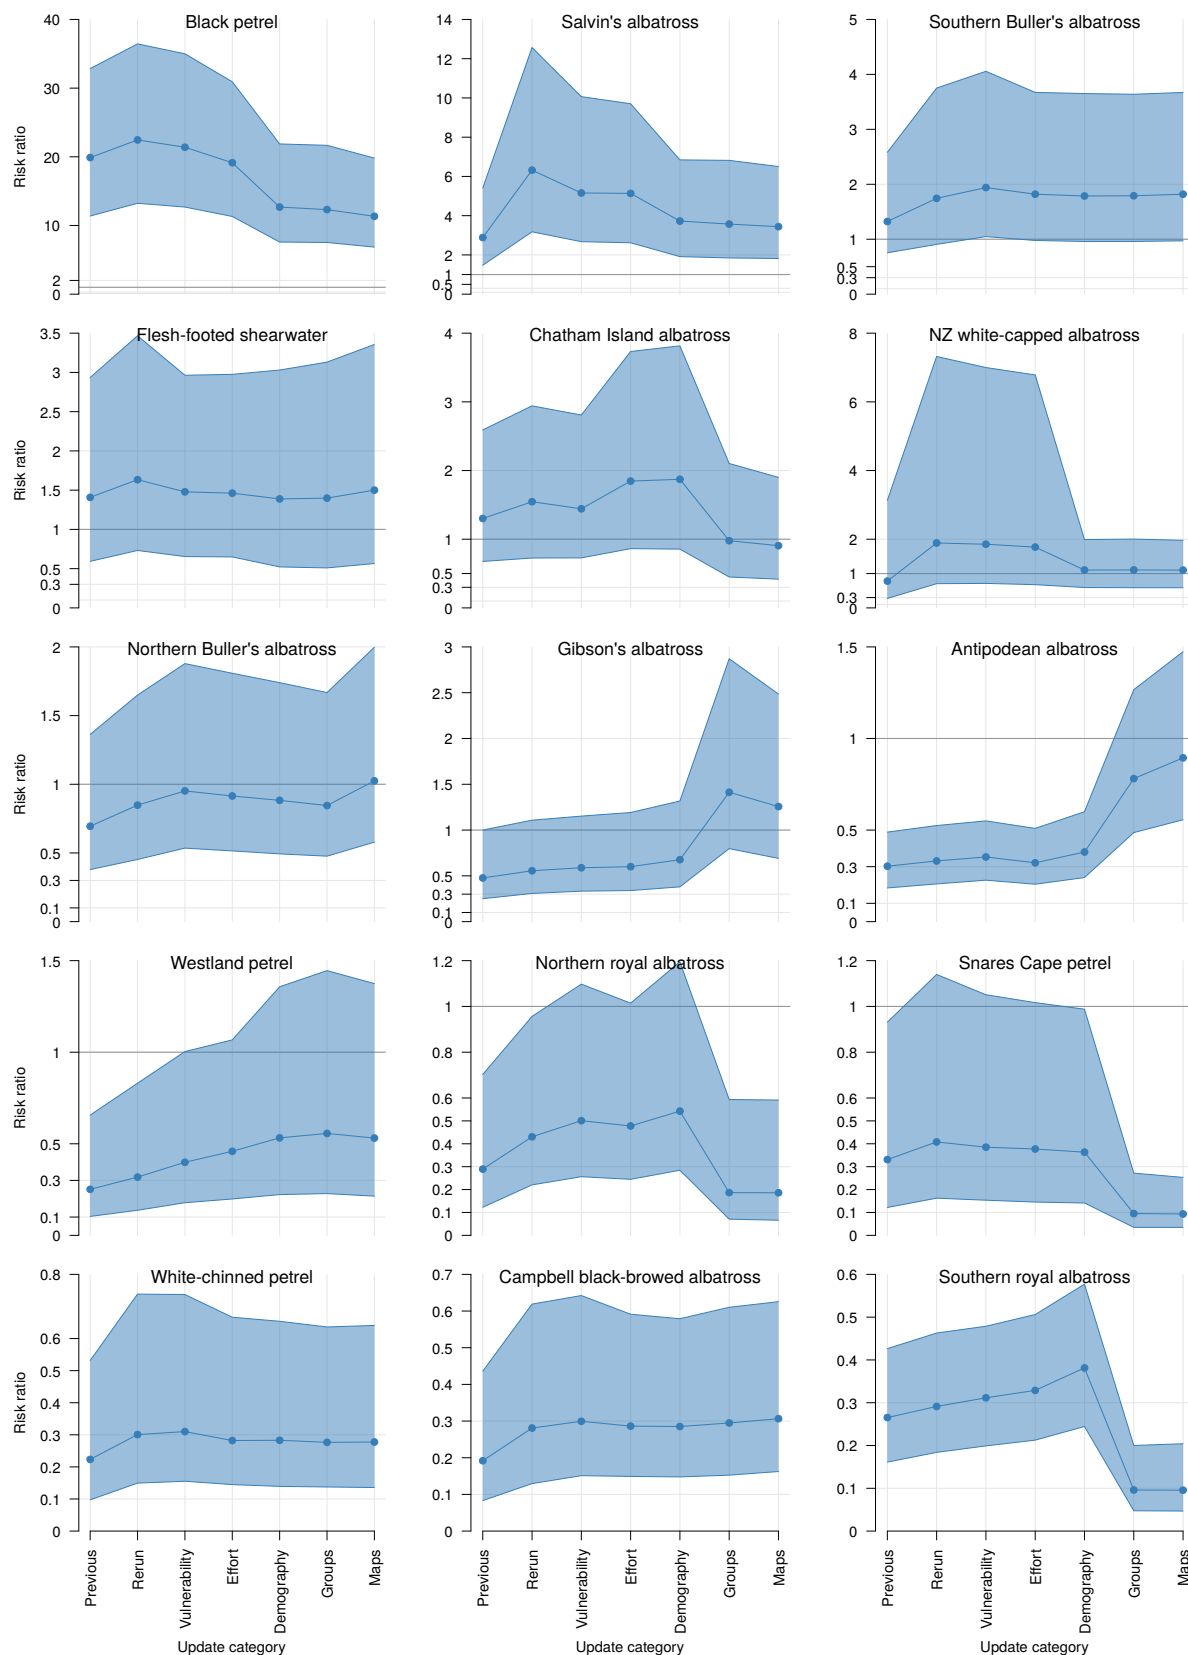 Black petrel
Salvin's albatross
Southern Buller's albatross
Risk ratio
40
30
20
10
2
0
14
12
10
8
6
4
2
1
0.5
0
5
4
3
2
1
0.5
0.3
0
Flesh-footed shearwater
Chatham Island albatross
NZ white-capped albatross
Risk ratio
3.5
3
2.5
2
1.5
1
0.5
0.3
0
4
3
2
1
0.5
0.3
0
8
6
4
2
1
0.3
0
Northern Buller's albatross
Gibson's albatross
Antipodean albatross
Risk ratio
2
1.5
1
0.5
0.3
0.1
0
3
2.5
2
1.5
1
0.5
0.3
0.1
0
1.5
1
0.5
0.3
0.1
0
Westland petrel
Northern royal albatross
Snares Cape petrel
Risk ratio
1.5
1
0.5
0.3
0.1
0
1.2
1
0.8
0.6
0.5
0.4
0.3
0.2
0.1
0
1.2
1
0.8
0.6
0.5
0.4
0.3
0.2
0.1
0
White-chinned petrel
Campbell black-browed albatross
Southern royal albatross
Risk ratio
0.8
0.6
0.5
0.4
0.3
0.2
0.1
0
0.7
0.6
0.5
0.4
0.3
0.2
0.1
0
0.6
0.5
0.4
0.3
0.2
0.1
0
Previous
Rerun
Vulnerability
Effort
Demography
Groups
Maps
Previous
Rerun
Vulnerability
Effort
Demography
Groups
Maps
Previous
Rerun
Vulnerability
Effort
Demography
Groups
Maps
Update category
Update category
Update category